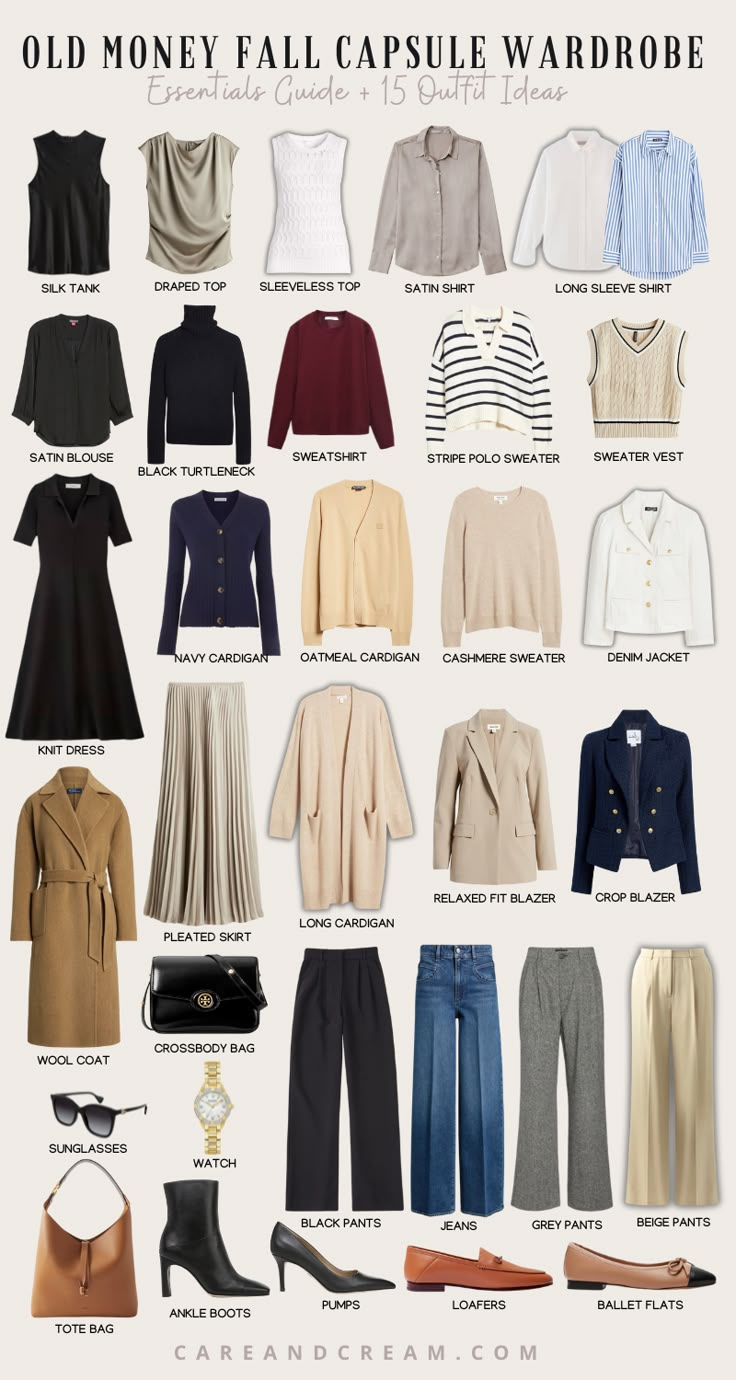 OLD MONEY FALL CAPSULE WARDROBE
Essentials Guide + 15 Outfit Ideas
SILK TANK
DRAPED TOP
SLEEVELESS TOP
SATIN SHIRT
LONG SLEEVE SHIRT
SATIN BLOUSE
BLACK TURTLENECK
SWEATSHIRT
STRIPE POLO SWEATER
SWEATER VEST
KNIT DRESS
NAVY CARDIGAN
OATMEAL CARDIGAN
CASHMERE SWEATER
DENIM JACKET
PLEATED SKIRT
LONG CARDIGAN
RELAXED FIT BLAZER
CROP BLAZER
WOOL COAT
CROSSBODY BAG
SUNGLASSES
WATCH
BLACK PANTS
JEANS
GREY PANTS
BEIGE PANTS
TOTE BAG
ANKLE BOOTS
PUMPS
LOAFERS
BALLET FLATS
CAREANDCREAM.COM